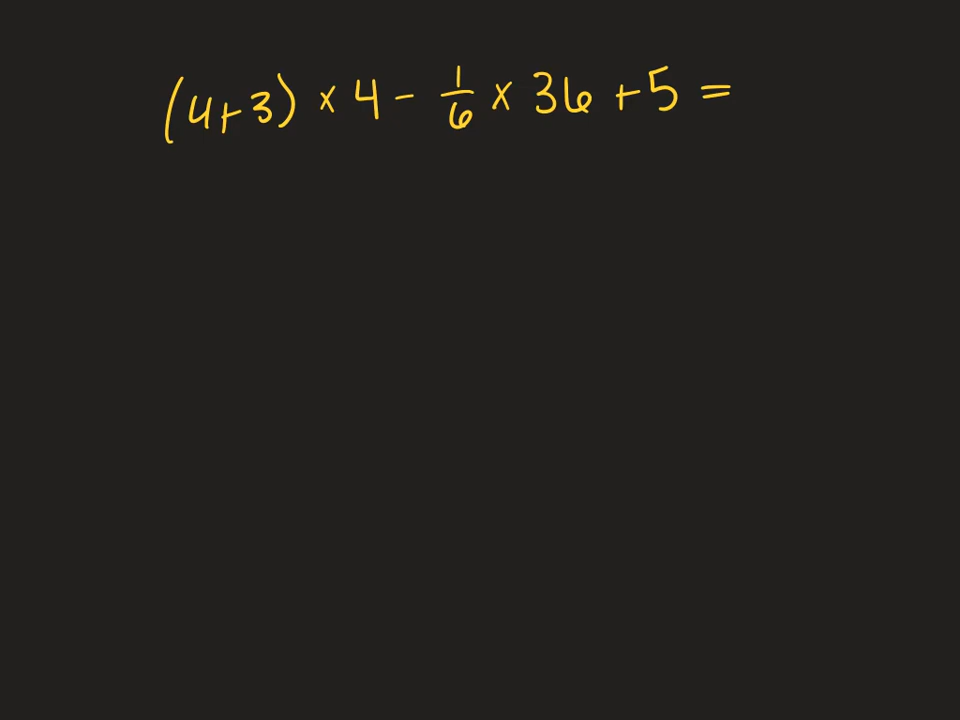 (4+3) × 4 - 1/6 × 36 + 5 =